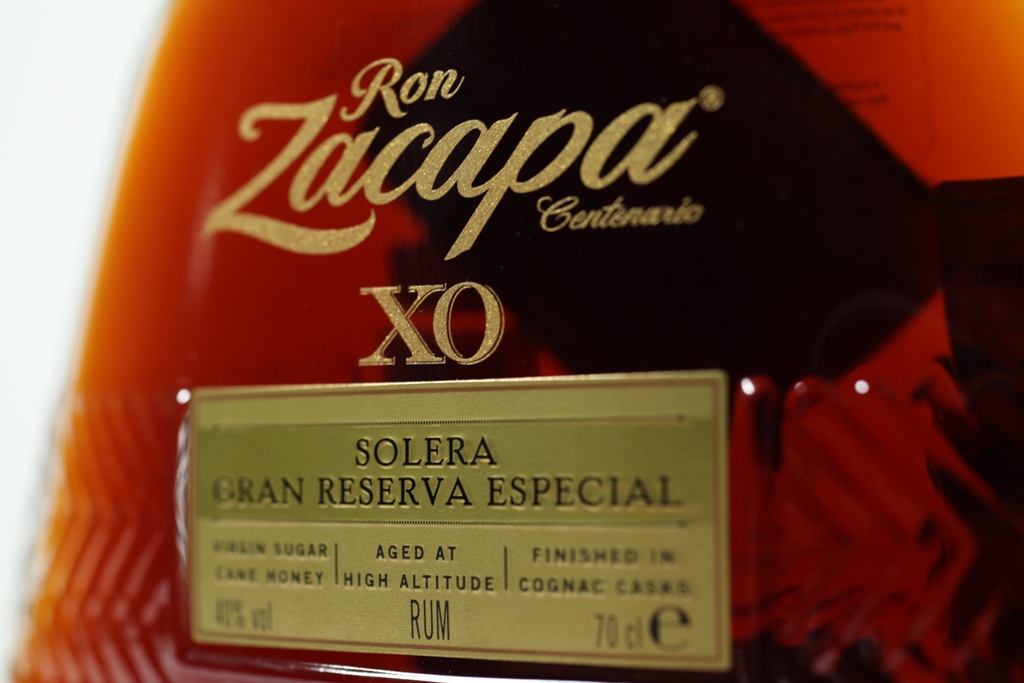 Ron
Zacapa®
Centenario
XO
SOLERA
GRAN RESERVA ESPECIAL
VIRGIN SUGAR CANE HONEY | AGED AT HIGH ALTITUDE | FINISHED IN COGNAC CASKS
40% vol RUM 70 cl e